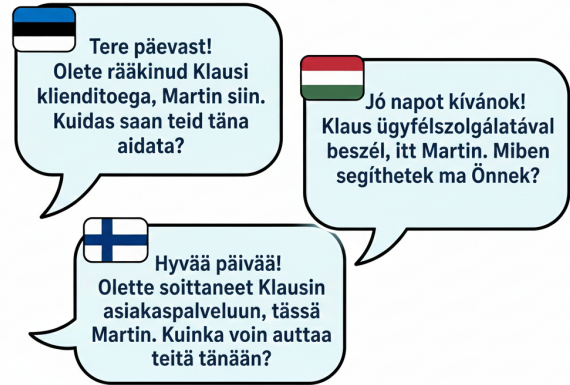 Tere päevast!
Olete rääkinud Klausi
klienditoega, Martin siin.
Kuidas saan teid täna
aidata?
Jó napot kívánok!
Klaus ügyfélszolgálatával
beszél, itt Martin. Miben
segíthetek ma Önnek?
Hyvää päivää!
Olette soittaneet Klausin
asiakaspalveluun, tässä
Martin. Kuinka voin auttaa
teitä tänään?